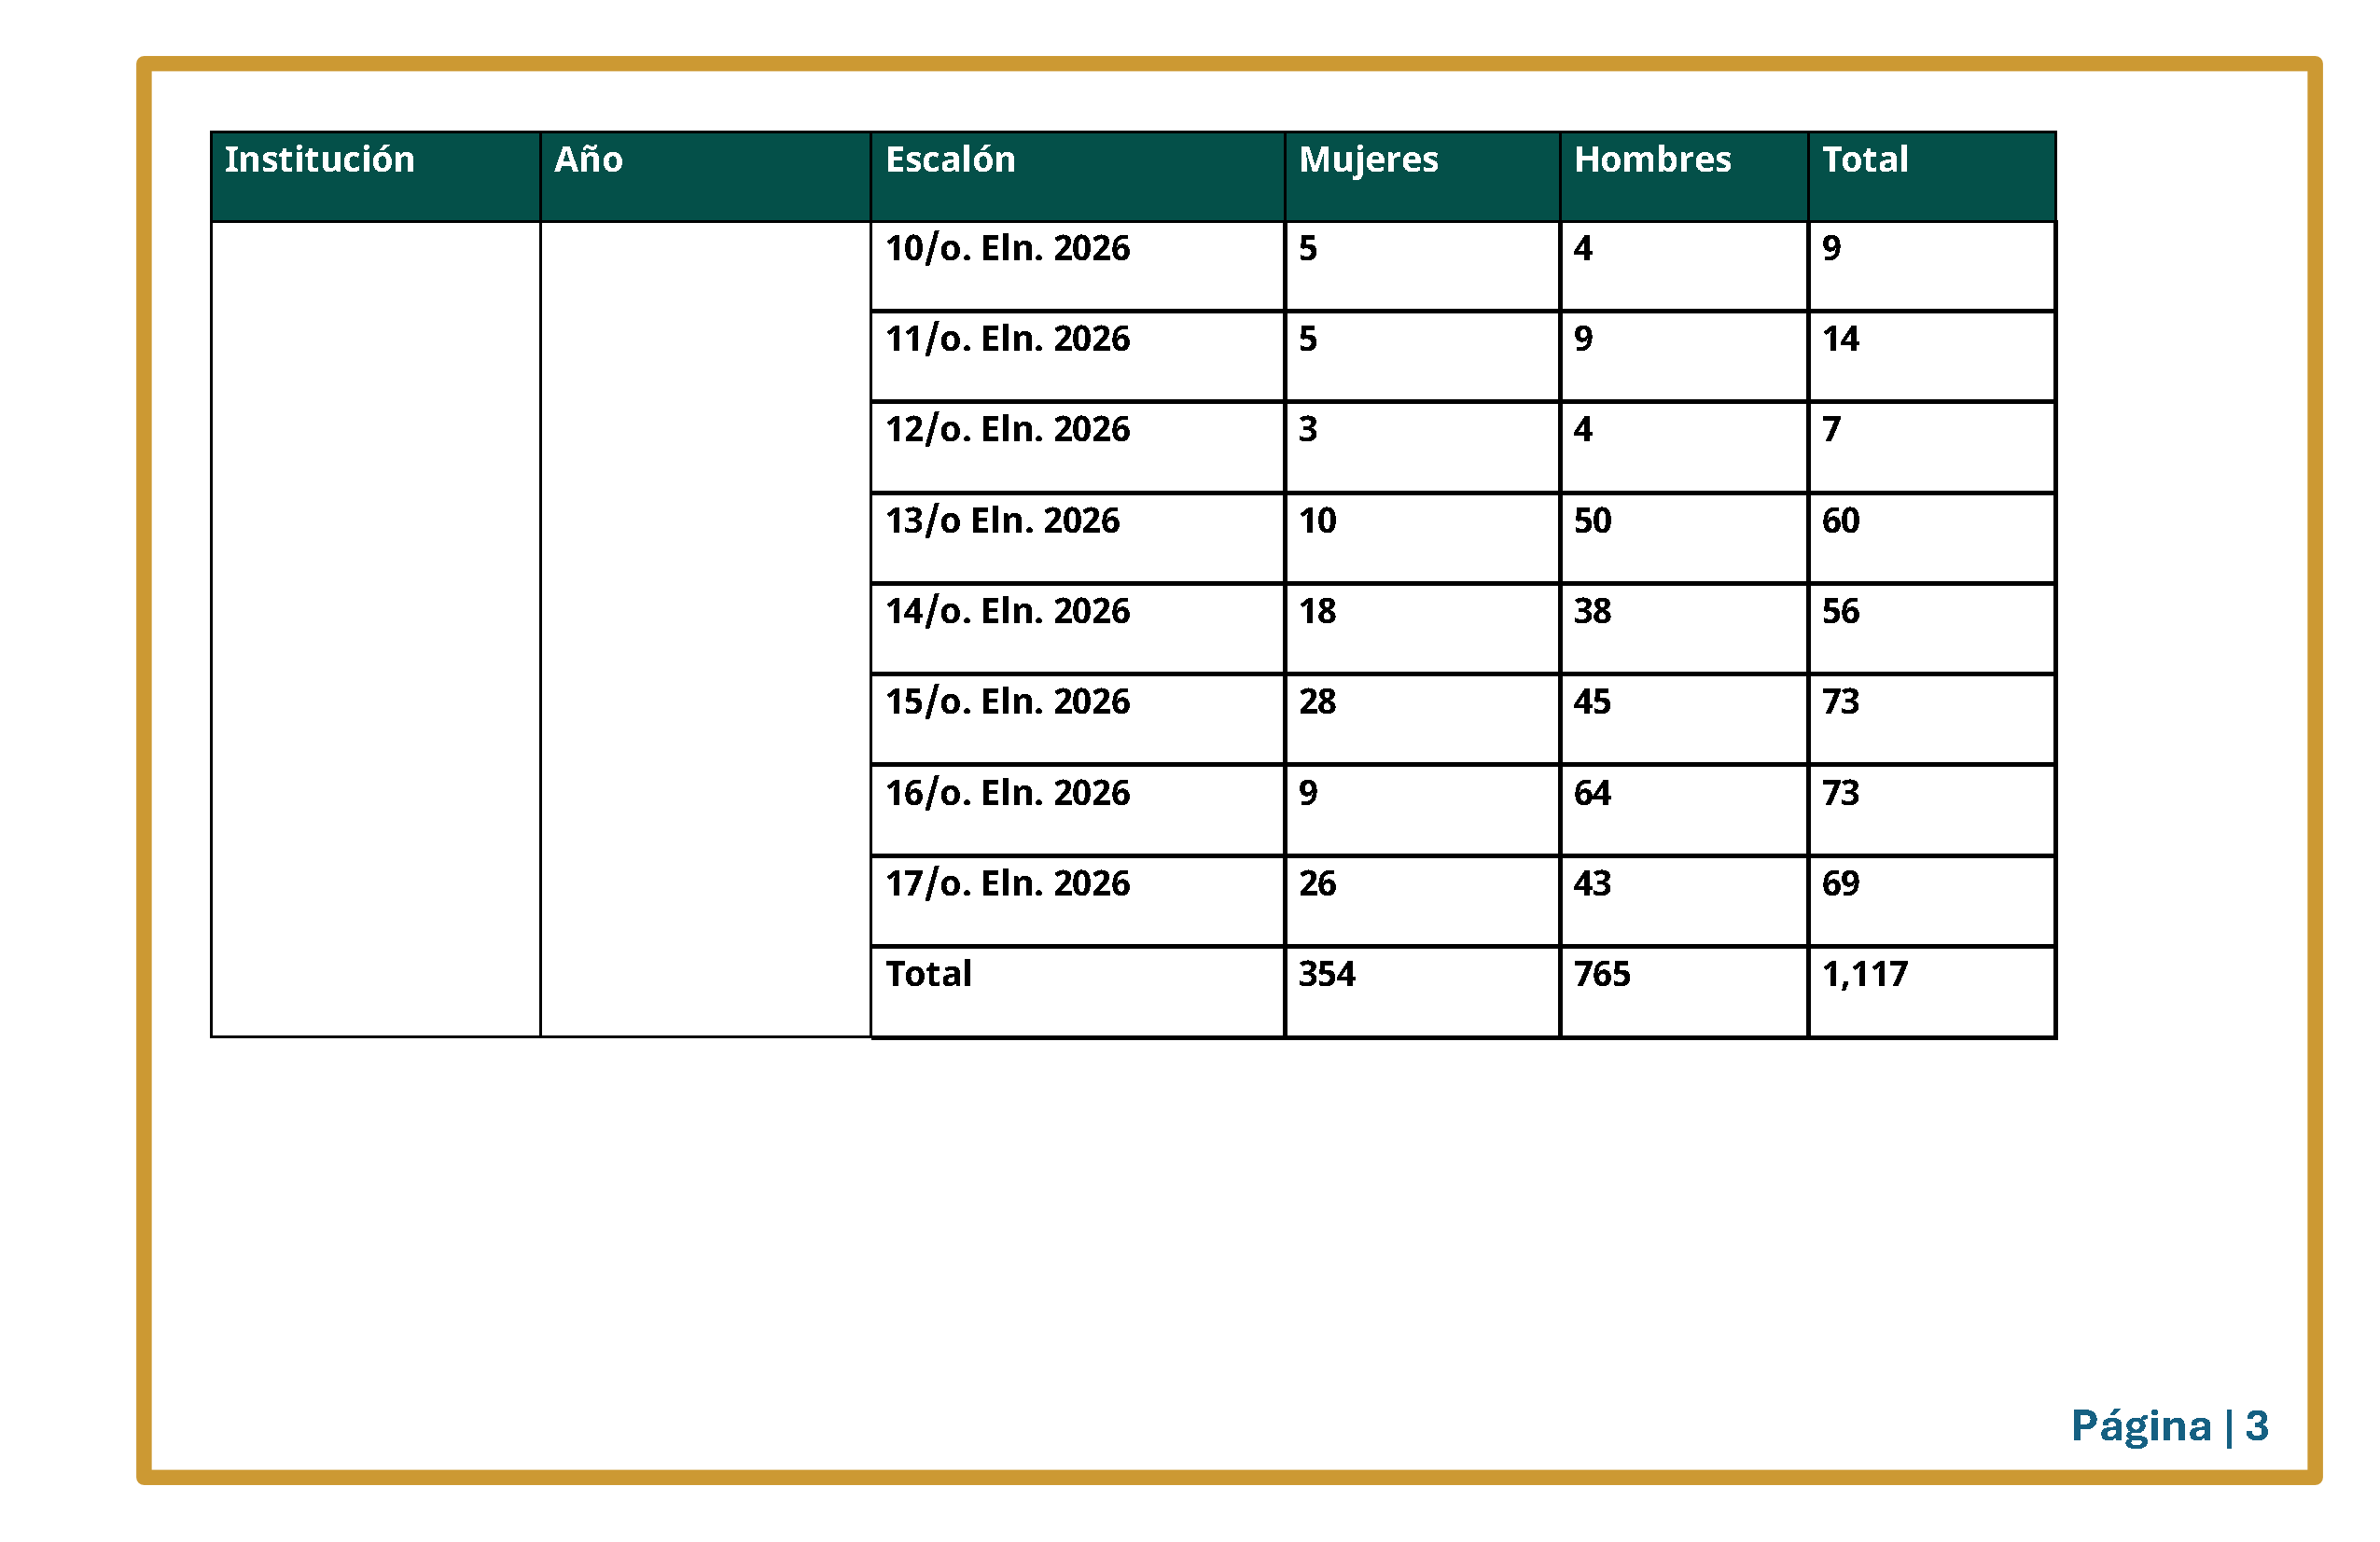 Institución Año Escalón Mujeres Hombres Total
10/o. Eln. 2026 5 4 9
11/o. Eln. 2026 5 9 14
12/o. Eln. 2026 3 4 7
13/o Eln. 2026 10 50 60
14/o. Eln. 2026 18 38 56
15/o. Eln. 2026 28 45 73
16/o. Eln. 2026 9 64 73
17/o. Eln. 2026 26 43 69
Total 354 765 1,117
Página | 3